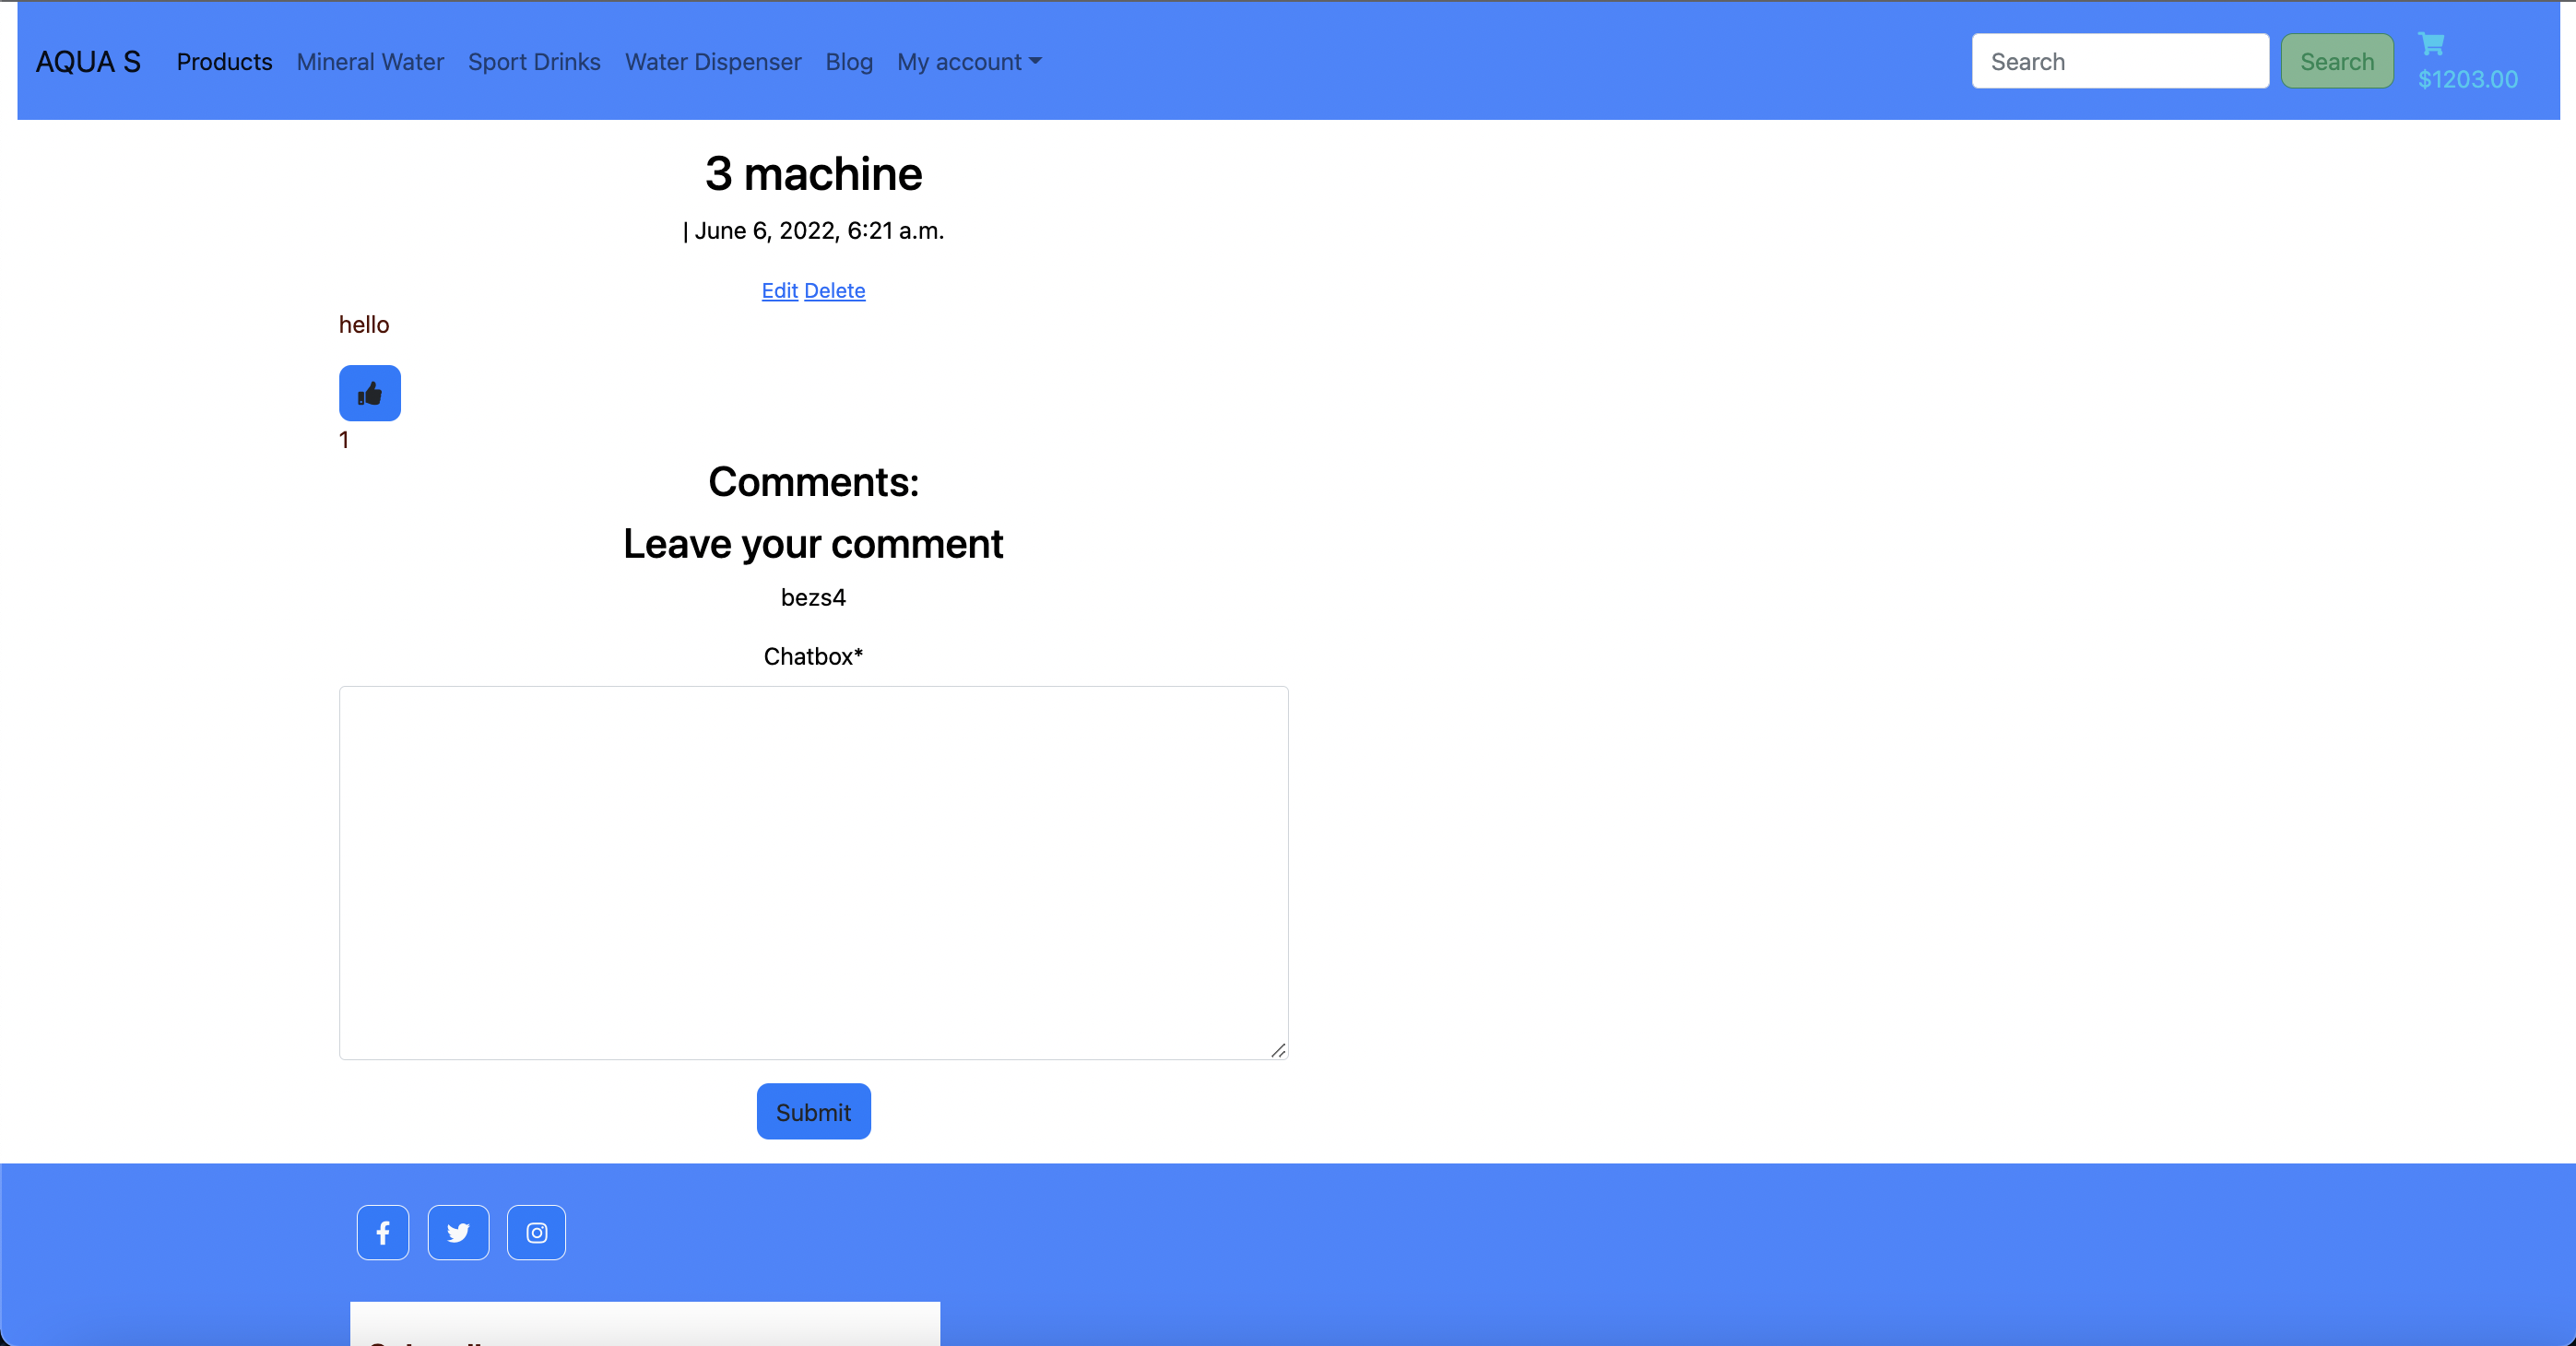 AQUA S Products Mineral Water Sport Drinks Water Dispenser Blog My account Search Search $1203.00
3 machine
| June 6, 2022, 6:21 a.m.
Edit Delete
hello
1
Comments:
Leave your comment
bezs4
Chatbox*
Submit